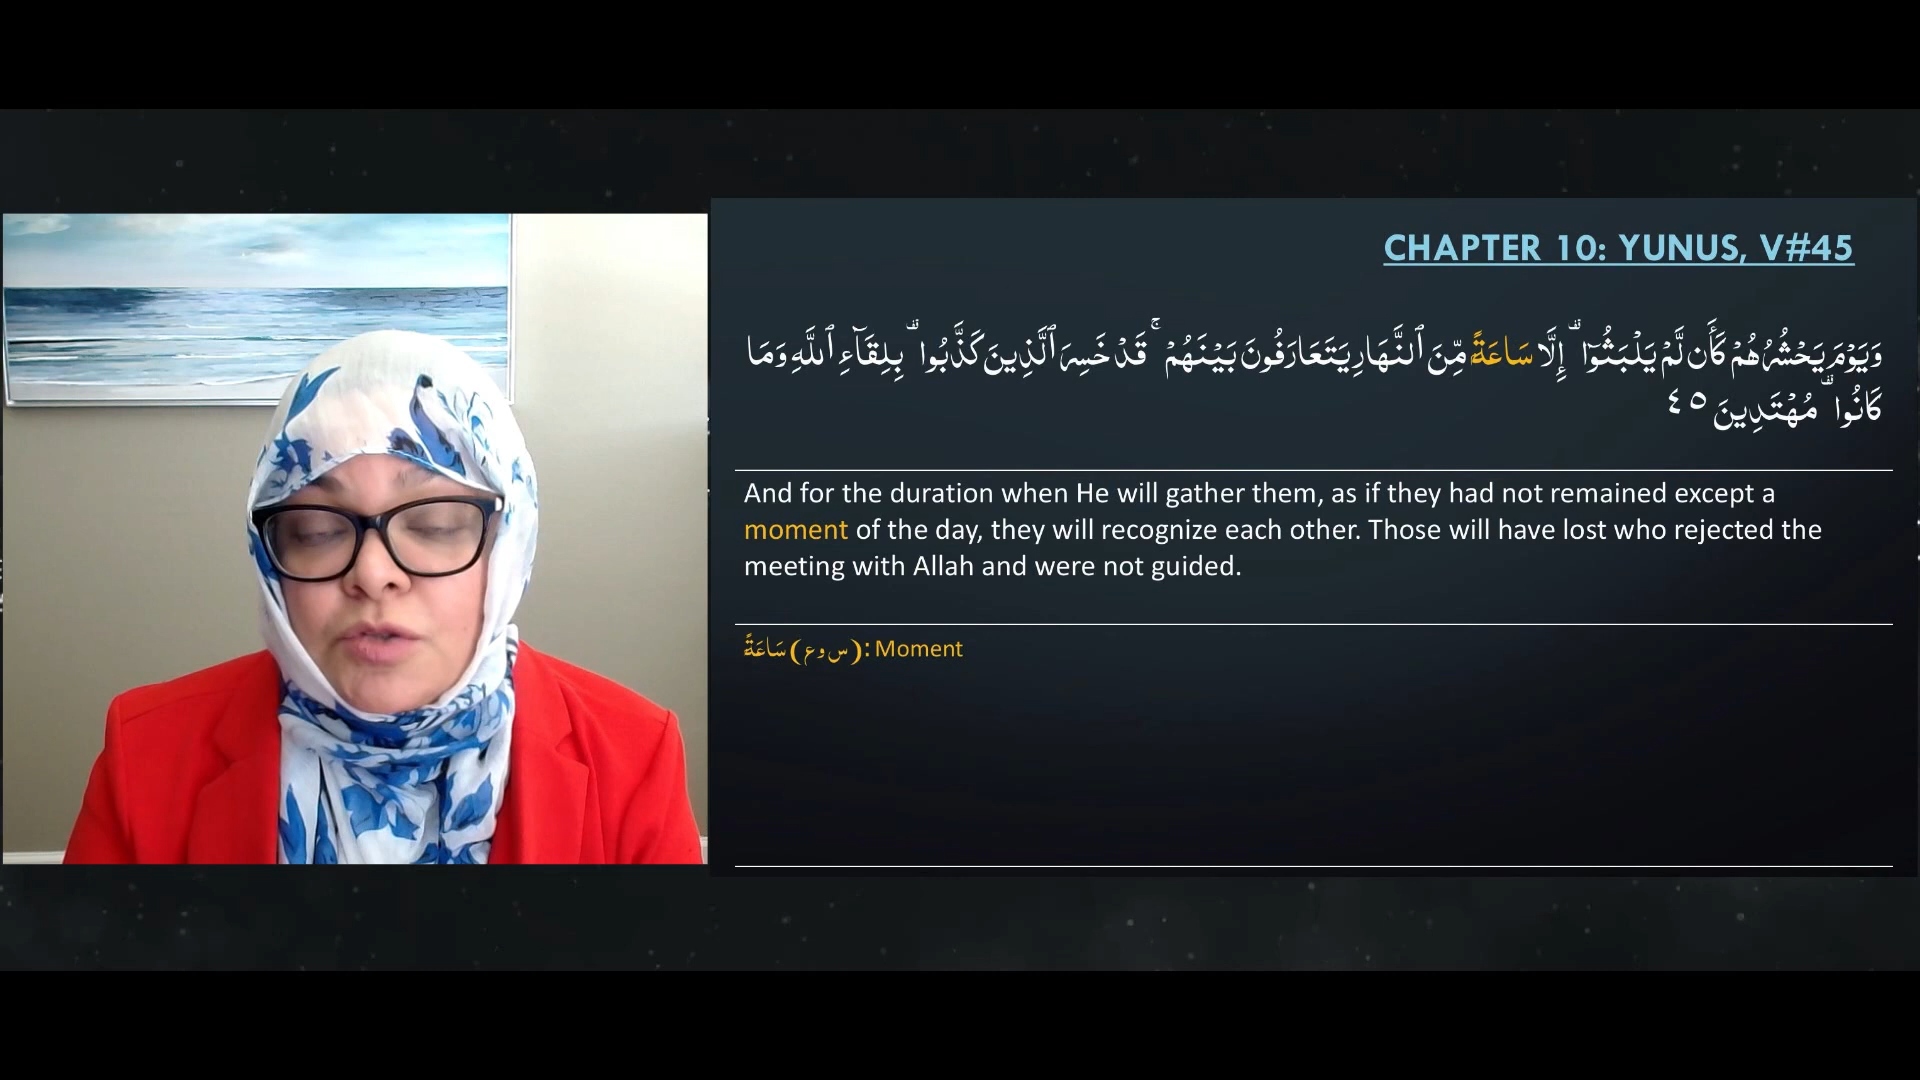 CHAPTER 10: YUNUS, V#45
وَيَوْمَ يَحْشُرُهُمْ كَأَن لَّمْ يَلْبَثُوٓا۟ إِلَّا سَاعَةً مِّنَ ٱلنَّهَارِ يَتَعَارَفُونَ بَيْنَهُمْ ۚ قَدْ خَسِرَ ٱلَّذِينَ كَذَّبُوا۟ بِلِقَآءِ ٱللَّهِ وَمَا
كَانُوا۟ مُهْتَدِينَ ٤٥
And for the duration when He will gather them, as if they had not remained except a
moment of the day, they will recognize each other. Those will have lost who rejected the
meeting with Allah and were not guided.
سَاعَةً (س و ع): Moment